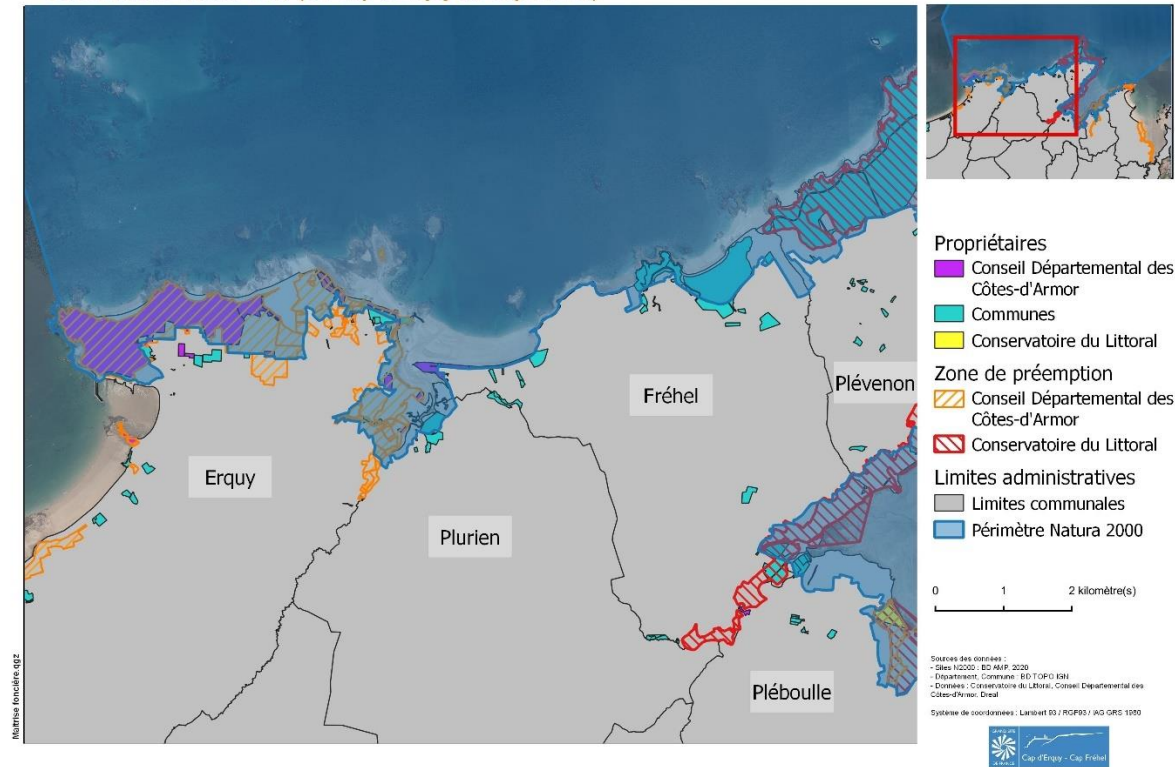 Erquy
Plurien
Fréhel
Plévenon
Pléboulle
Maîtrise foncière.qgz
Propriétaires
Conseil Départemental des
Côtes-d'Armor
Communes
Conservatoire du Littoral
Zone de préemption
Conseil Départemental des
Côtes-d'Armor
Conservatoire du Littoral
Limites administratives
Limites communales
Périmètre Natura 2000
0 1 2 kilomètre(s)
Sources des données :
- Sites N2000 : BD AMP, 2020
- Département, Commune : BD TOPO IGN
- Données : Conservatoire du Littoral, Conseil Départemental des
Côtes-d'Armor, Dreal
Système de coordonnées : Lambert 93 / RGF93 / IAG GRS 1980
GRAND SITE
DE FRANCE
Cap d'Erquy - Cap Fréhel